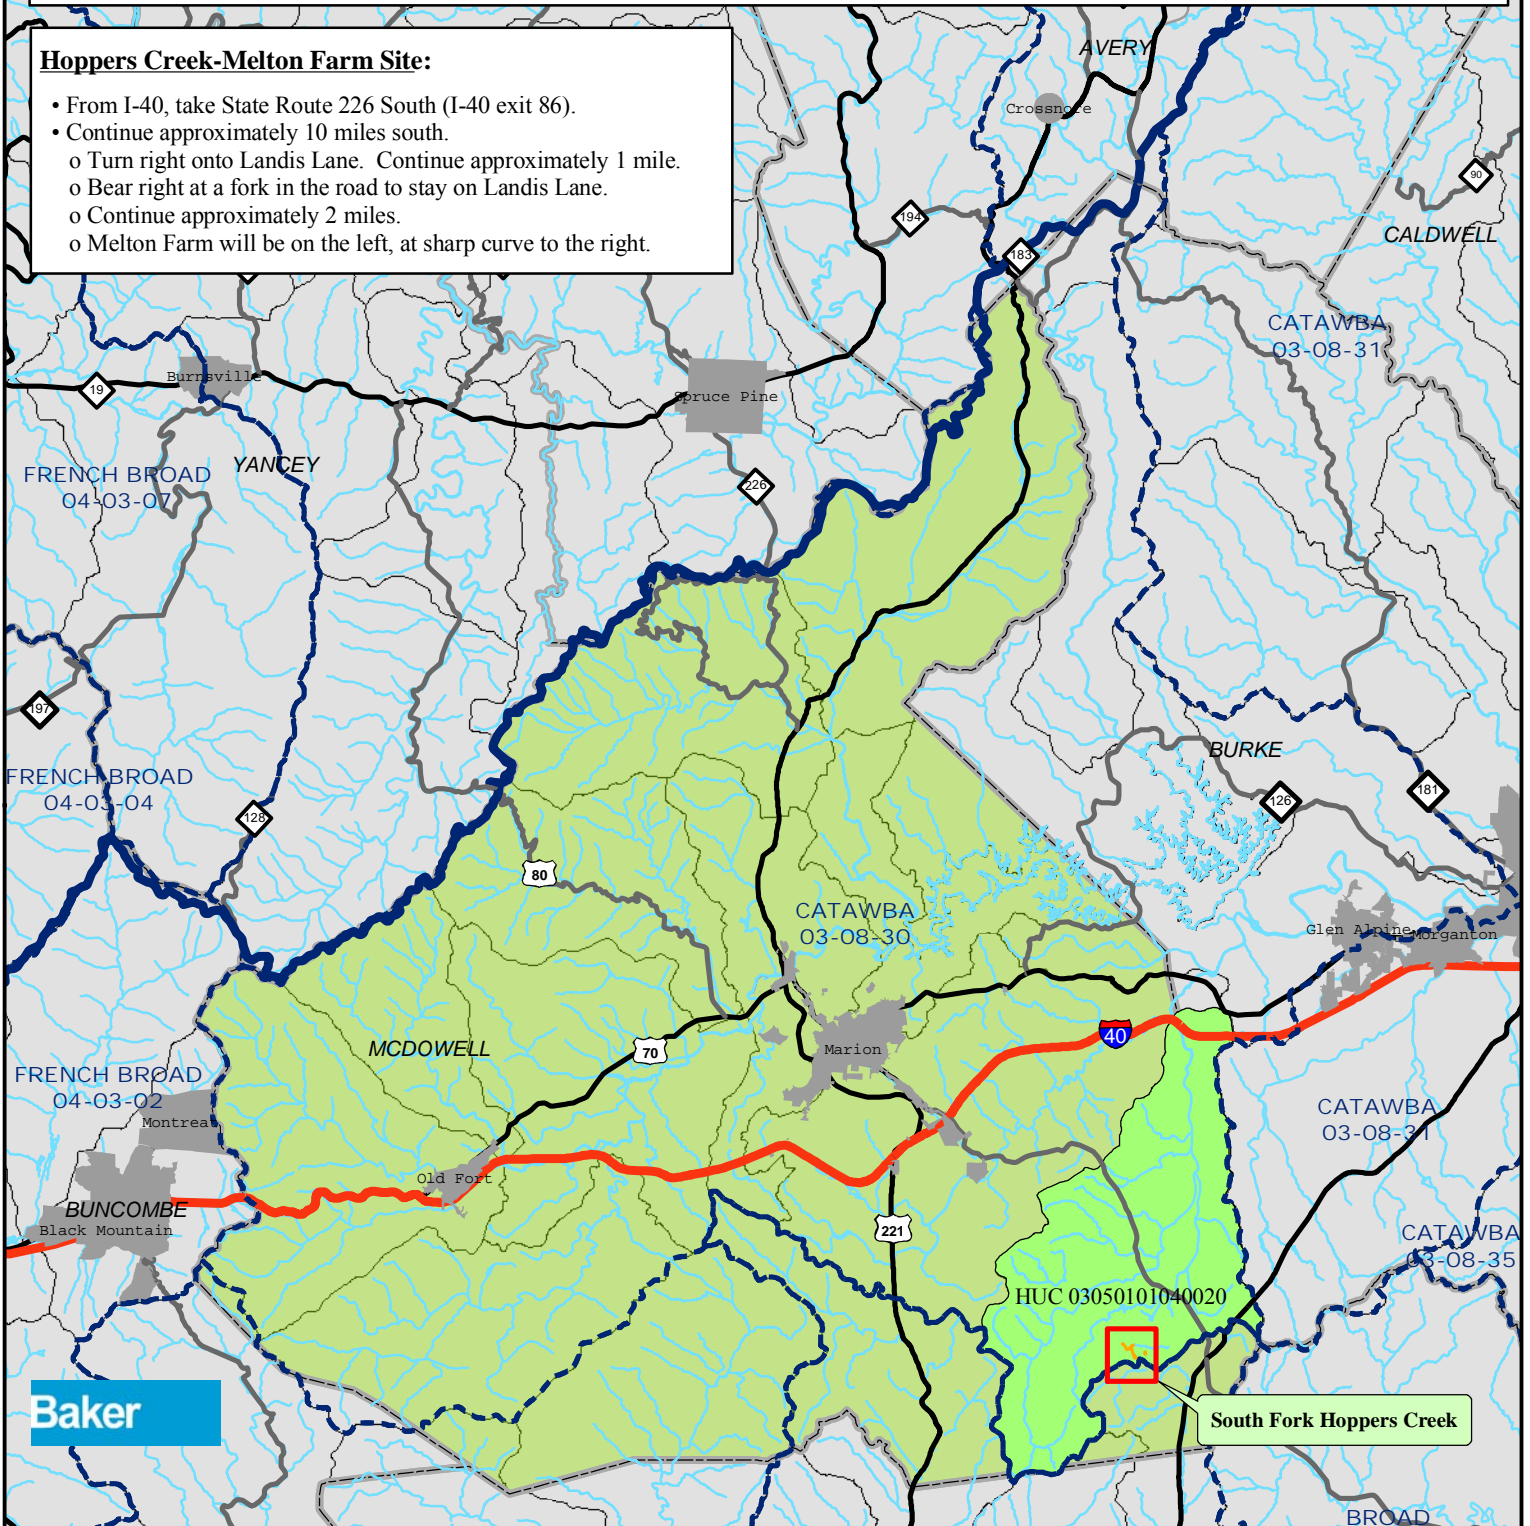 Hoppers Creek-Melton Farm Site:
• From I-40, take State Route 226 South (I-40 exit 86).
• Continue approximately 10 miles south.
o Turn right onto Landis Lane.  Continue approximately 1 mile.
o Bear right at a fork in the road to stay on Landis Lane.
o Continue approximately 2 miles.
o Melton Farm will be on the left, at sharp curve to the right.
AVERY
Crossnore
90
194
CALDWELL
183
CATAWBA
03-08-31
Burnsville
19
Spruce Pine
YANCEY
FRENCH BROAD
04-03-07
226
197
BURKE
FRENCH BROAD
04-03-04
126
181
128
80
CATAWBA
03-08-30
Glen Alpine
Morganton
40
MCDOWELL
70
Marion
FRENCH BROAD
04-03-02
Montreat
CATAWBA
03-08-31
Old Fort
BUNCOMBE
Black Mountain
221
CATAWBA
03-08-35
HUC 03050101040020
Baker
South Fork Hoppers Creek
BROAD